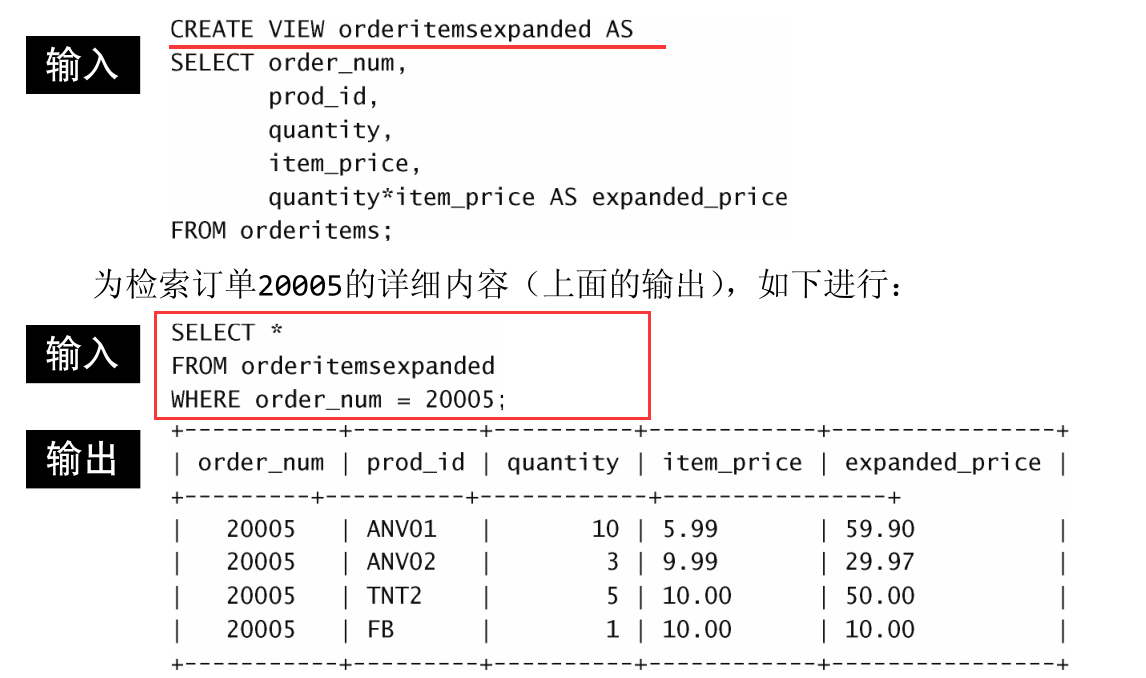 输入
CREATE VIEW orderitemsexpanded AS
SELECT order_num,
prod_id,
quantity,
item_price,
quantity*item_price AS expanded_price
FROM orderitems;
为检索订单20005的详细内容（上面的输出），如下进行：
输入
SELECT *
FROM orderitemsexpanded
WHERE order_num = 20005;
输出
+-----------+---------+----------+------------+----------------+
| order_num | prod_id | quantity | item_price | expanded_price |
+---------+----------+------------+----------------+
| 20005 | ANV01 | 10 | 5.99 | 59.90 |
| 20005 | ANV02 | 3 | 9.99 | 29.97 |
| 20005 | TNT2 | 5 | 10.00 | 50.00 |
| 20005 | FB | 1 | 10.00 | 10.00 |
+-----------+---------+----------+------------+----------------+